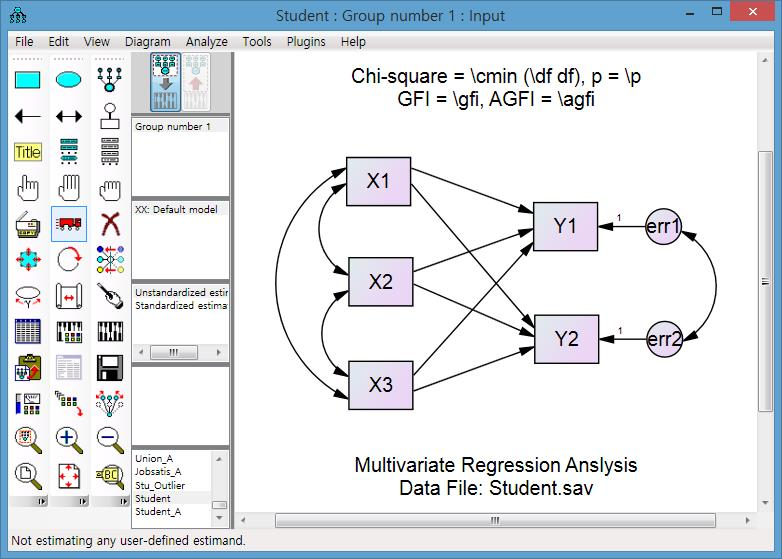 Student : Group number 1 : Input
File Edit View Diagram Analyze Tools Plugins Help
Title
Group number 1
XX: Default model
Unstandardized estir
Standardized estima
Union_A
Jobsatis_A
Stu_Outlier
Student
Student_A
Chi-square = \cmin (\df df), p = \p
GFI = \gfi, AGFI = \agfi
X1
X2
X3
Y1
1
err1
Y2
1
err2
Multivariate Regression Anslysis
Data File: Student.sav
Not estimating any user-defined estimand.